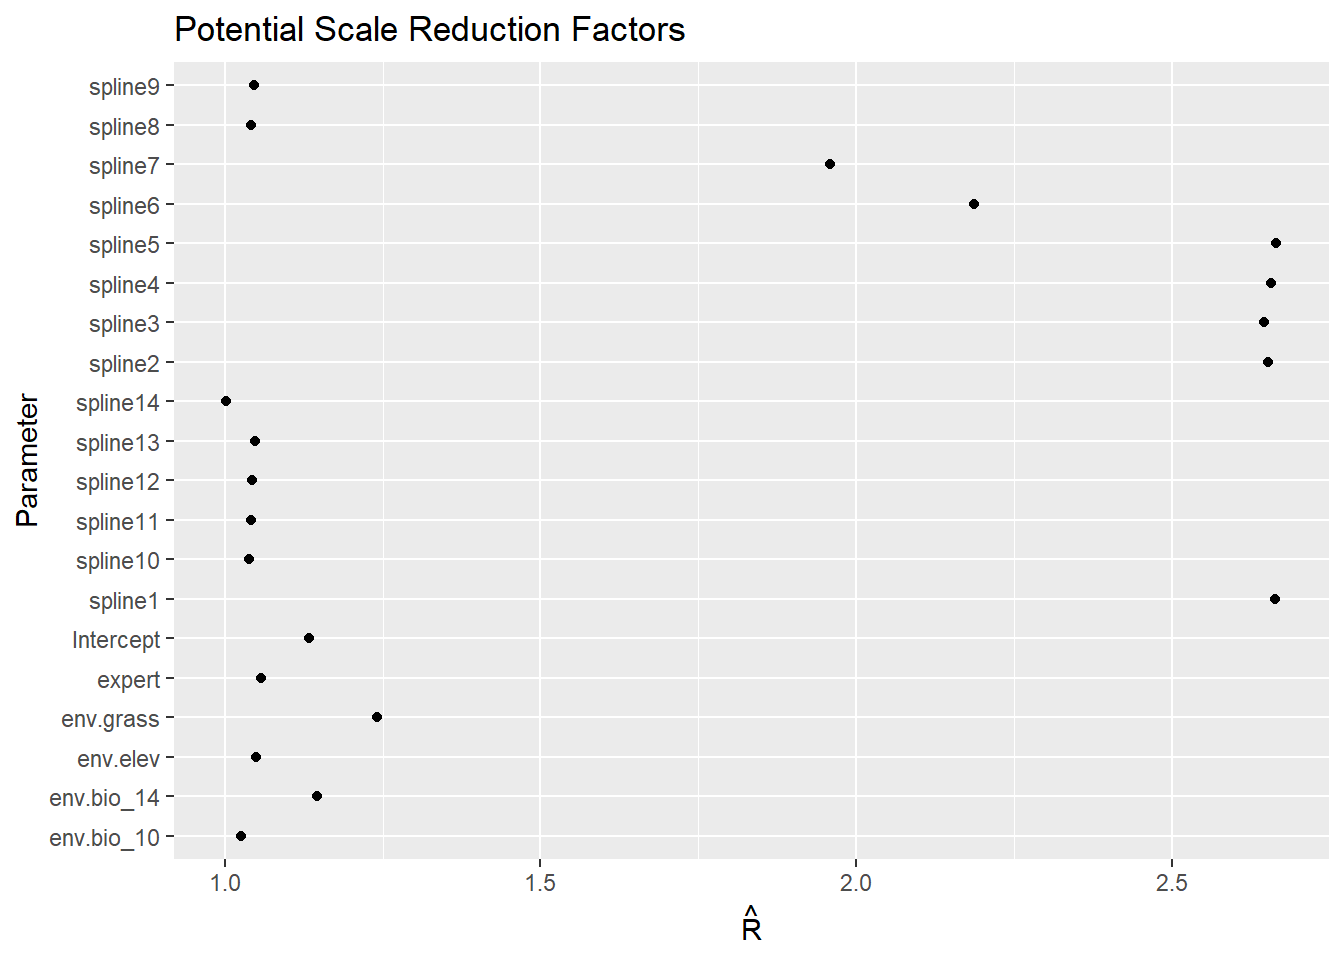 Potential Scale Reduction Factors
spline9
spline8
spline7
spline6
spline5
spline4
spline3
spline2
spline14
spline13
spline12
spline11
spline10
spline1
Intercept
expert
env.grass
env.elev
env.bio_14
env.bio_10
Parameter
1.0 1.5 2.0 2.5
R̂